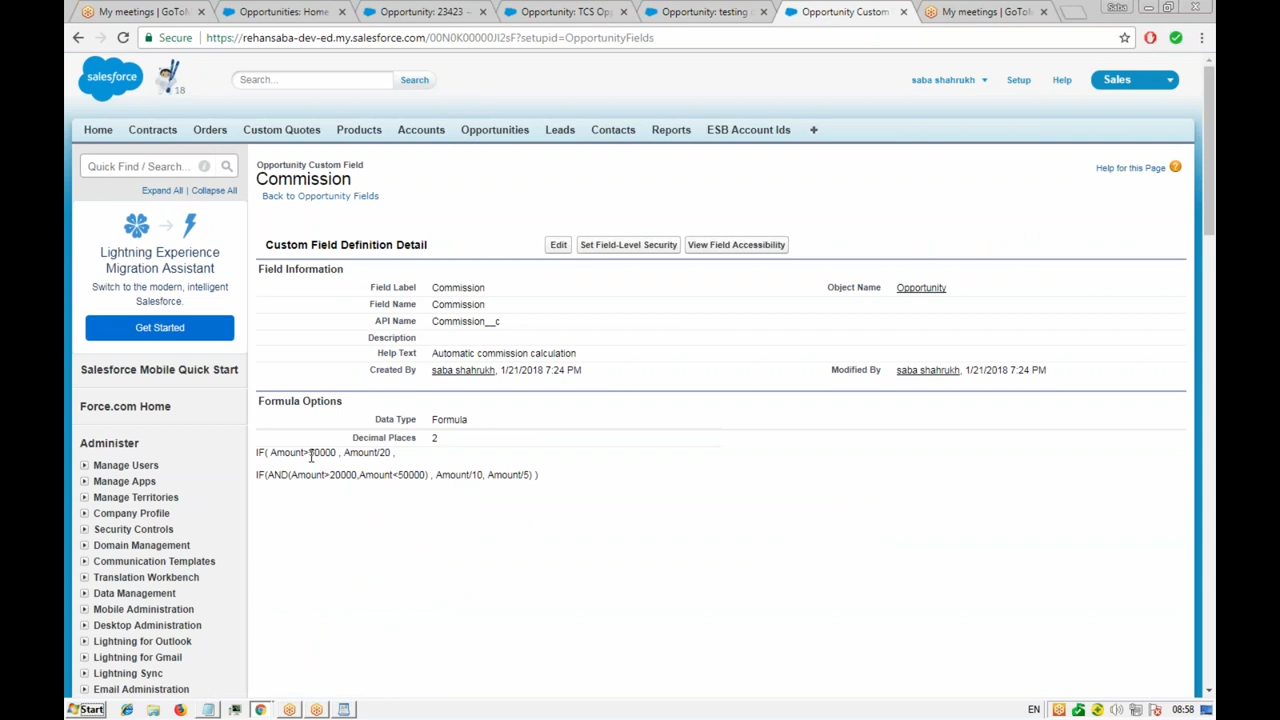 My meetings | GoToM
Opportunities: Home
Opportunity: 23423 ~
Opportunity: TCS Opp
Opportunity: testing
Opportunity Custom
My meetings | GoToM
Saba
Secure
https://rehansaba-dev-ed.my.salesforce.com/00N0K00000JI2sF?setupid=OpportunityFields
salesforce
18
Search...
Search
saba shahrukh
Setup
Help
Sales
Home
Contracts
Orders
Custom Quotes
Products
Accounts
Opportunities
Leads
Contacts
Reports
ESB Account Ids
+
Quick Find / Search...
Expand All | Collapse All
Lightning Experience
Migration Assistant
Switch to the modern, intelligent
Salesforce.
Get Started
Salesforce Mobile Quick Start
Force.com Home
Administer
Manage Users
Manage Apps
Manage Territories
Company Profile
Security Controls
Domain Management
Communication Templates
Translation Workbench
Data Management
Mobile Administration
Desktop Administration
Lightning for Outlook
Lightning for Gmail
Lightning Sync
Email Administration
Opportunity Custom Field
Commission
Back to Opportunity Fields
Help for this Page
Custom Field Definition Detail
Edit
Set Field-Level Security
View Field Accessibility
Field Information
Field Label Commission
Object Name Opportunity
Field Name Commission
API Name Commission__c
Description
Help Text Automatic commission calculation
Created By saba shahrukh, 1/21/2018 7:24 PM
Modified By saba shahrukh, 1/21/2018 7:24 PM
Formula Options
Data Type Formula
Decimal Places 2
IF( Amount> , Amount/20 ,
IF(AND(Amount>20000,Amount<50000) , Amount/10, Amount/5) )
Start
EN
08:58